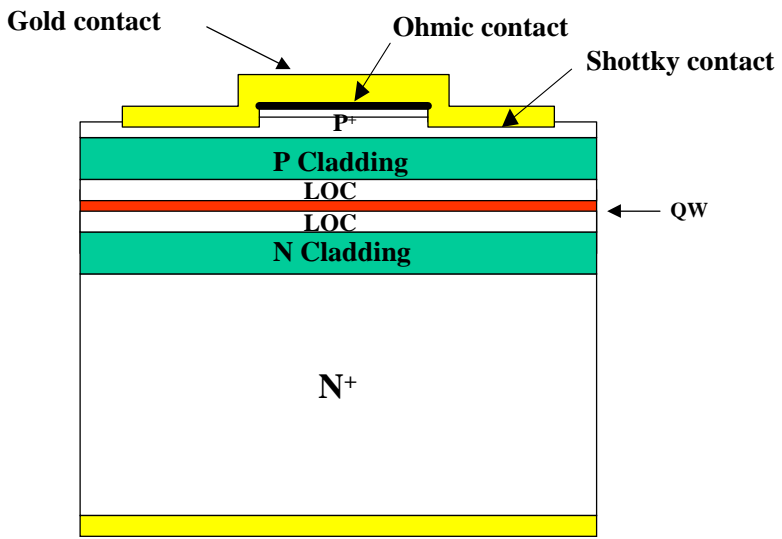 Gold contact
Ohmic contact
Shottky contact
P+
P Cladding
LOC
QW
LOC
N Cladding
N+